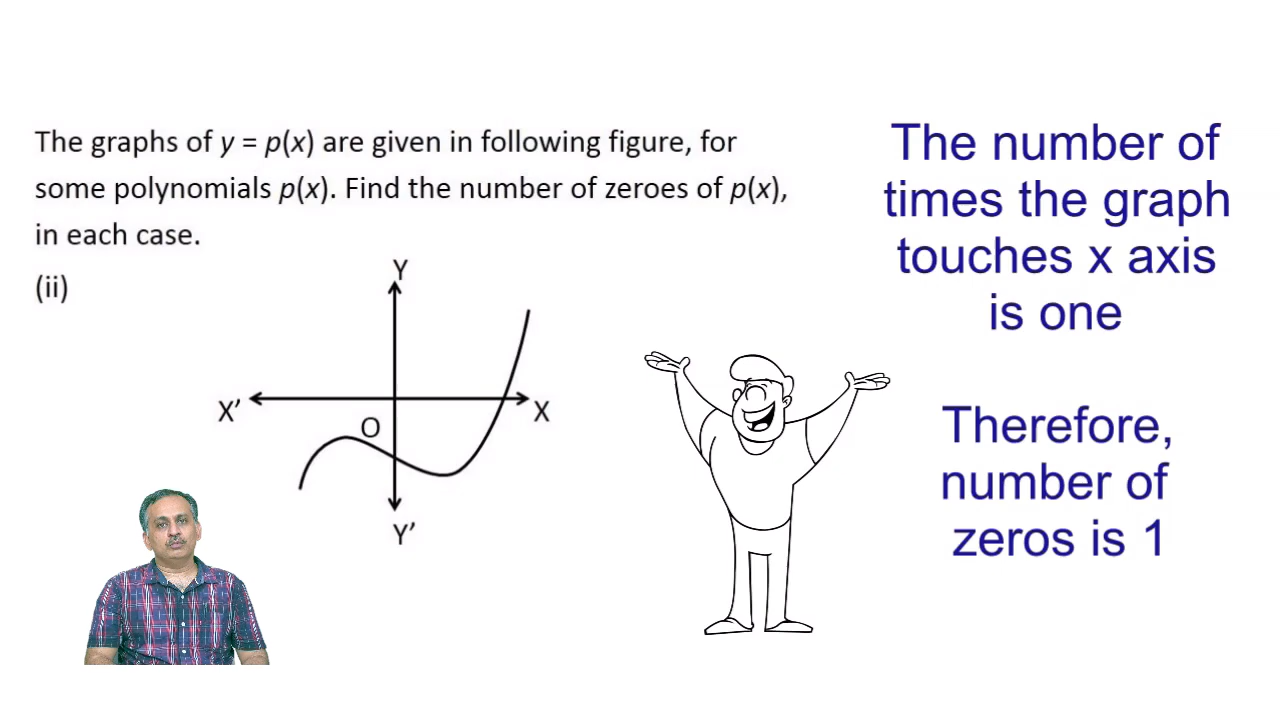 The graphs of y = p(x) are given in following figure, for
some polynomials p(x). Find the number of zeroes of p(x),
in each case.
(ii)
Y
X'
O
X
Y'
The number of
times the graph
touches x axis
is one
Therefore,
number of
zeros is 1